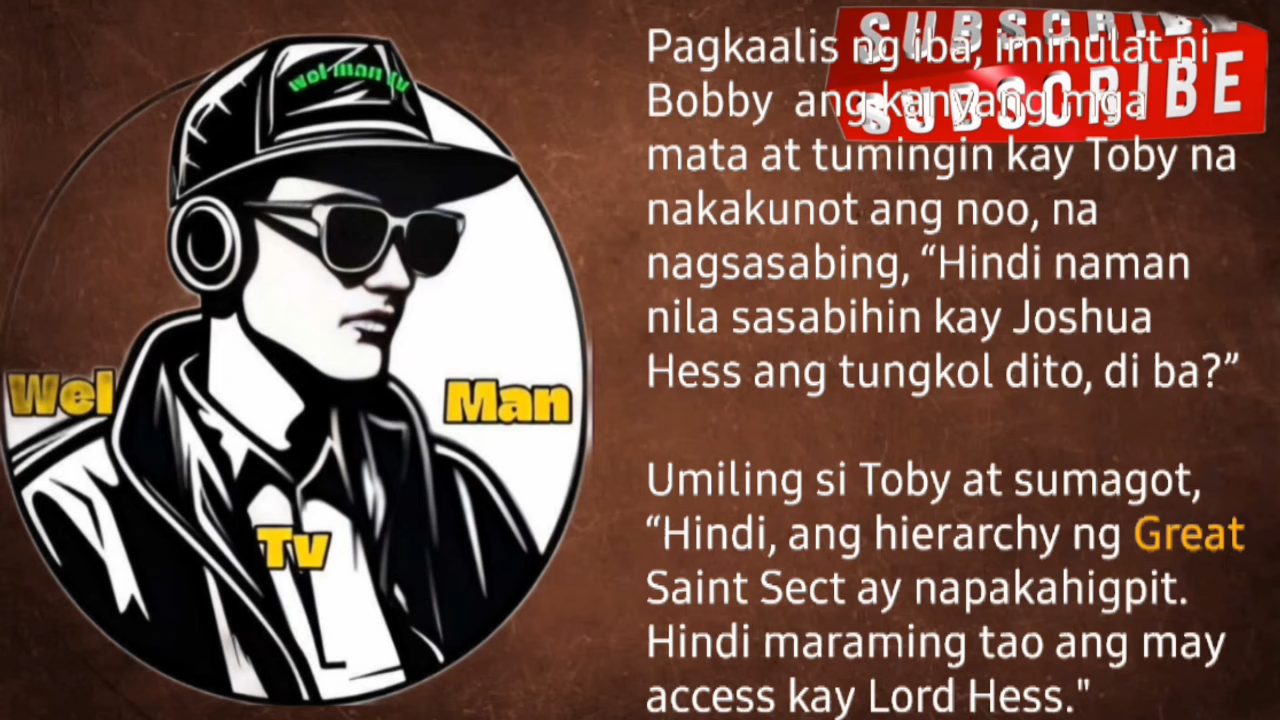 wel man tv
Wel
Man
Tv
SUBSCRIBE
SUBSCRIBE
Pagkaalis ng iba, iminulat ni
Bobby ang kanyang mga
mata at tumingin kay Toby na
nakakunot ang noo, na
nagsasabing, “Hindi naman
nila sasabihin kay Joshua
Hess ang tungkol dito, di ba?”
Umiling si Toby at sumagot,
“Hindi, ang hierarchy ng Great
Saint Sect ay napakahigpit.
Hindi maraming tao ang may
access kay Lord Hess."